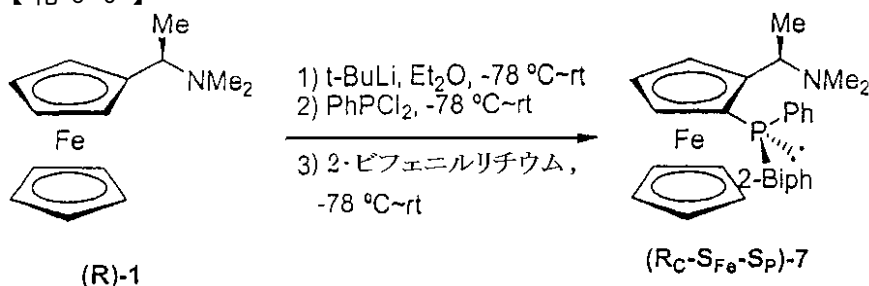 Me
NMe2
Fe
(R)-1
1) t-BuLi, Et2O, -78 ºC~rt
2) PhPCl2, -78 ºC~rt
3) 2-ビフェニルリチウム,
-78 ºC~rt
Me
NMe2
Ph
P
Fe
2-Biph
(RC-SFe-SP)-7